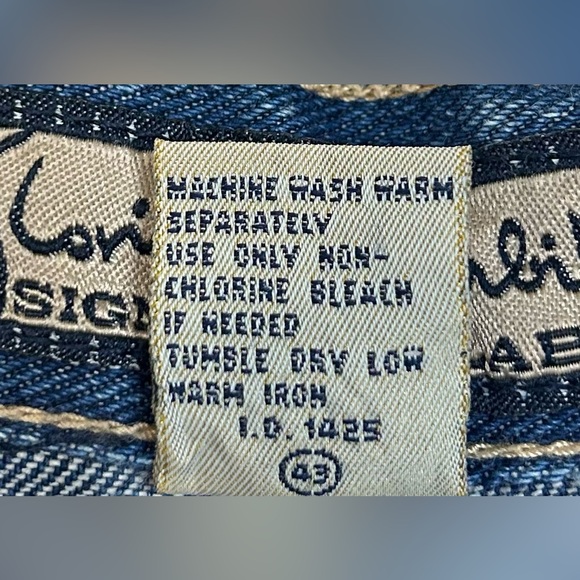 MACHINE WASH WARM
SEPARATELY
USE ONLY NON-
CHLORINE BLEACH
IF NEEDED
TUMBLE DRY LOW
WARM IRON
I.D. 1425
43